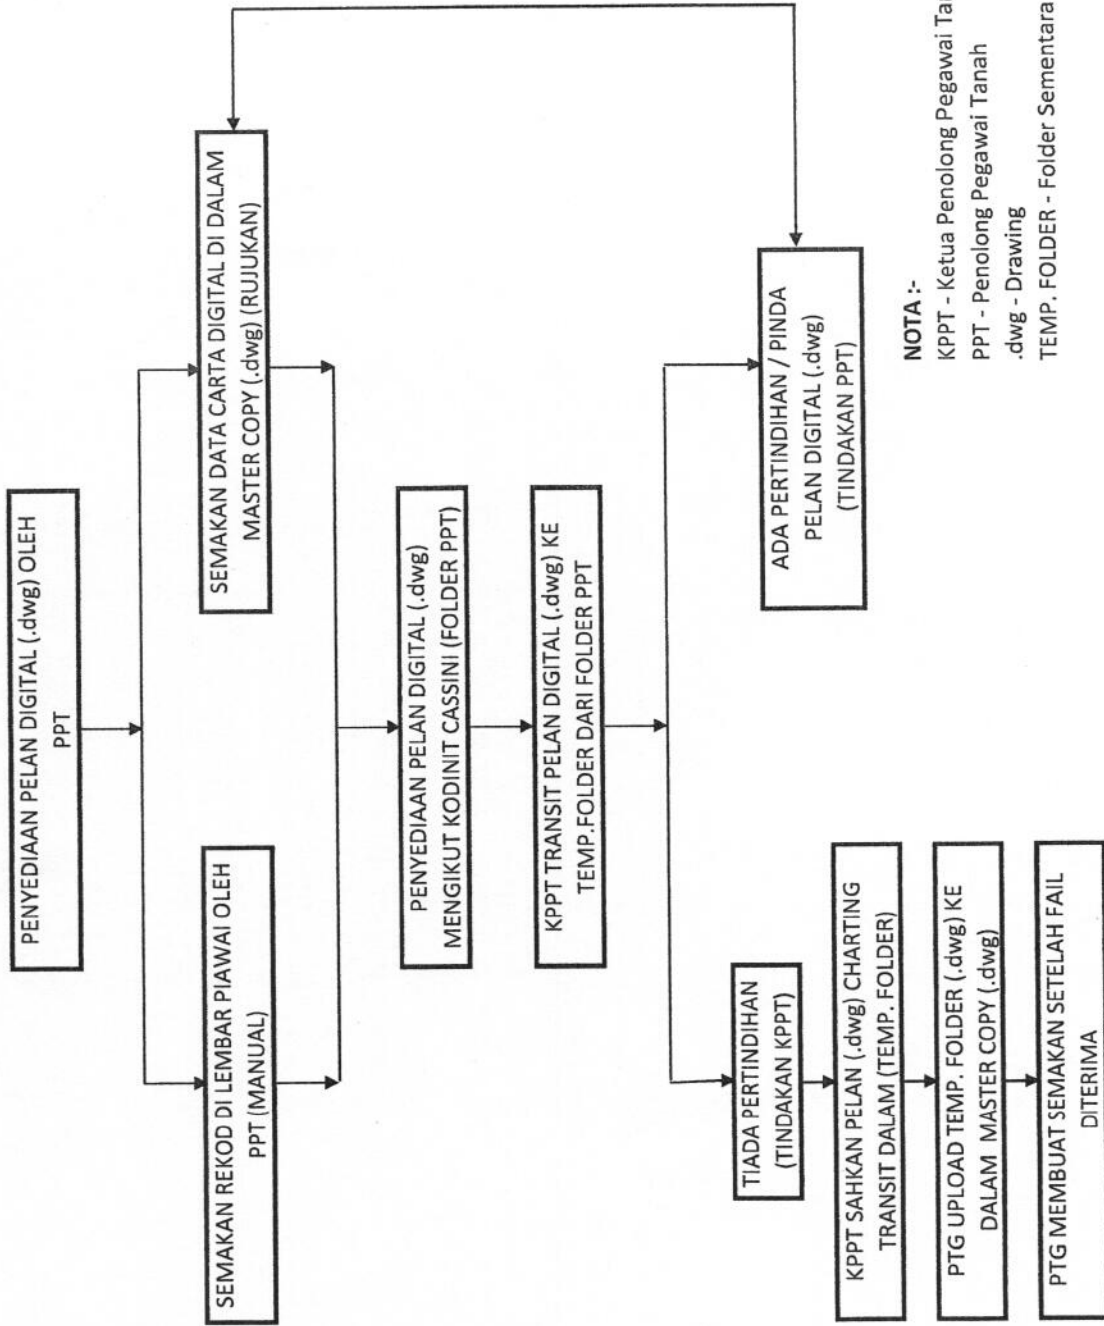 PENYEDIAAN PELAN DIGITAL (.dwg) OLEH
PPT
SEMAKAN REKOD DI LEMBAR PIAWAI OLEH
PPT (MANUAL)
SEMAKAN DATA CARTA DIGITAL DI DALAM
MASTER COPY (.dwg) (RUJUKAN)
PENYEDIAAN PELAN DIGITAL (.dwg)
MENGIKUT KODINIT CASSINI (FOLDER PPT)
KPPT TRANSIT PELAN DIGITAL (.dwg) KE
TEMP.FOLDER DARI FOLDER PPT
TIADA PERTINDIHAN
(TINDAKAN KPPT)
ADA PERTINDIHAN / PINDA
PELAN DIGITAL (.dwg)
(TINDAKAN PPT)
KPPT SAHKAN PELAN (.dwg) CHARTING
TRANSIT DALAM (TEMP. FOLDER)
PTG UPLOAD TEMP. FOLDER (.dwg) KE
DALAM MASTER COPY (.dwg)
PTG MEMBUAT SEMAKAN SETELAH FAIL
DITERIMA
NOTA :-
KPPT - Ketua Penolong Pegawai
PPT - Penolong Pegawai Tanah
.dwg - Drawing
TEMP. FOLDER - Folder Sementara